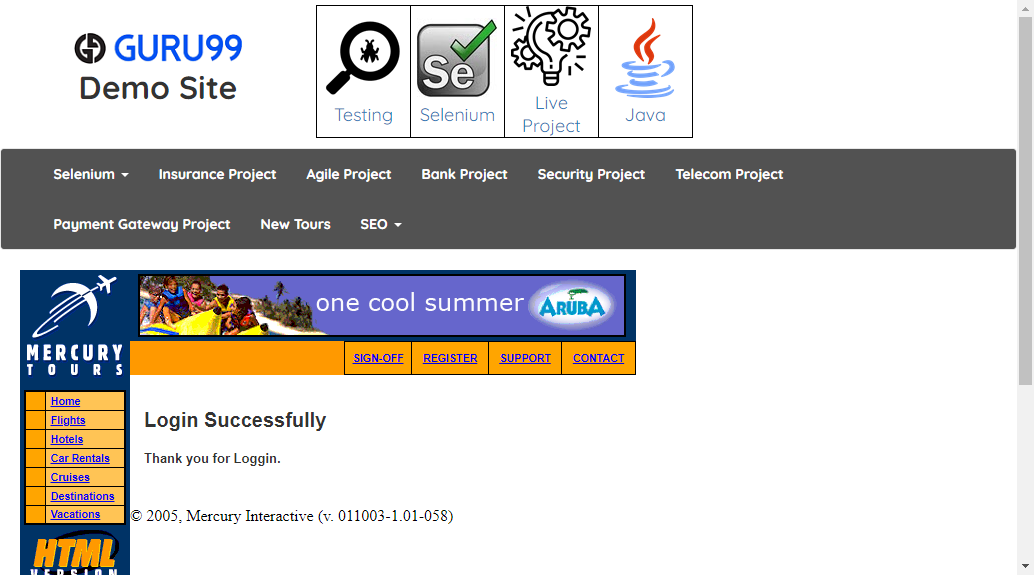 GURU99
Demo Site
Testing
Se
Selenium
Live
Project
Java
Selenium
Insurance Project
Agile Project
Bank Project
Security Project
Telecom Project
Payment Gateway Project
New Tours
SEO
MERCURY
TOURS
one cool summer
ARUBA
SIGN-OFF
REGISTER
SUPPORT
CONTACT
Home
Flights
Hotels
Car Rentals
Cruises
Destinations
Vacations
Login Successfully
Thank you for Loggin.
© 2005, Mercury Interactive (v. 011003-1.01-058)
HTML
VERSION